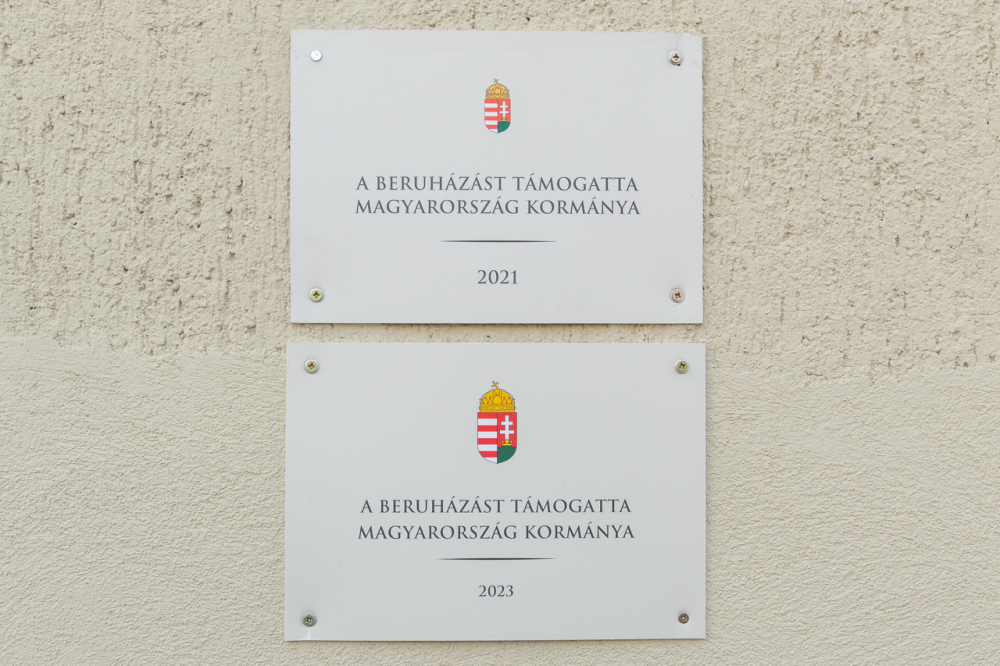 A BERUHÁZÁST TÁMOGATTA
MAGYARORSZÁG KORMÁNYA
2021
A BERUHÁZÁST TÁMOGATTA
MAGYARORSZÁG KORMÁNYA
2023